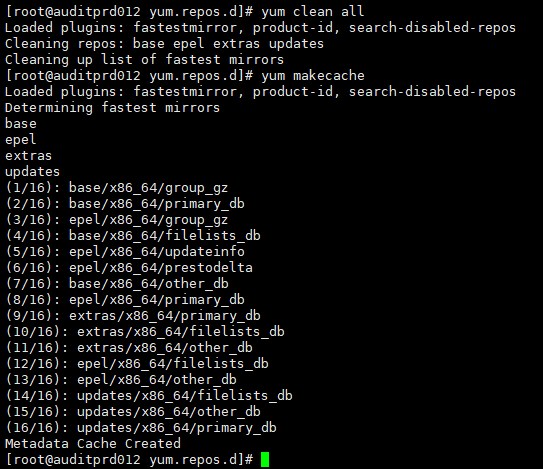 [root@auditprd012 yum.repos.d]# yum clean all
Loaded plugins: fastestmirror, product-id, search-disabled-repos
Cleaning repos: base epel extras updates
Cleaning up list of fastest mirrors
[root@auditprd012 yum.repos.d]# yum makecache
Loaded plugins: fastestmirror, product-id, search-disabled-repos
Determining fastest mirrors
base
epel
extras
updates
(1/16): base/x86_64/group_gz
(2/16): base/x86_64/primary_db
(3/16): epel/x86_64/group_gz
(4/16): base/x86_64/filelists_db
(5/16): epel/x86_64/updateinfo
(6/16): epel/x86_64/prestodelta
(7/16): base/x86_64/other_db
(8/16): epel/x86_64/primary_db
(9/16): extras/x86_64/primary_db
(10/16): extras/x86_64/filelists_db
(11/16): extras/x86_64/other_db
(12/16): epel/x86_64/filelists_db
(13/16): epel/x86_64/other_db
(14/16): updates/x86_64/filelists_db
(15/16): updates/x86_64/other_db
(16/16): updates/x86_64/primary_db
Metadata Cache Created
[root@auditprd012 yum.repos.d]#